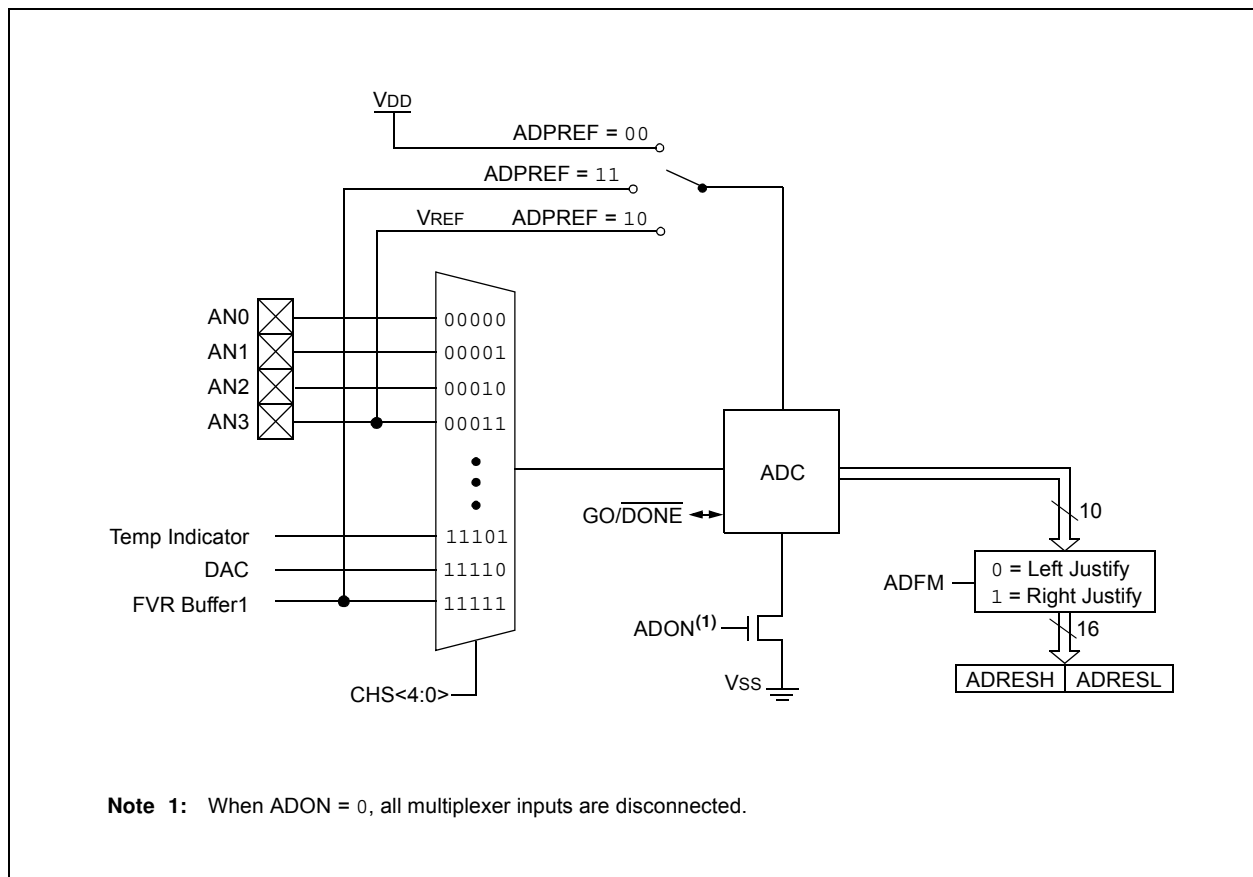 VDD
ADPREF = 00
ADPREF = 11
VREF ADPREF = 10
AN0
AN1
AN2
AN3
00000
00001
00010
00011
Temp Indicator
DAC
FVR Buffer1
11101
11110
11111
CHS<4:0>
ADC
GO/DONE
ADON(1)
VSS
10
ADFM
0 = Left Justify
1 = Right Justify
16
ADRESH ADRESL
Note 1: When ADON = 0, all multiplexer inputs are disconnected.